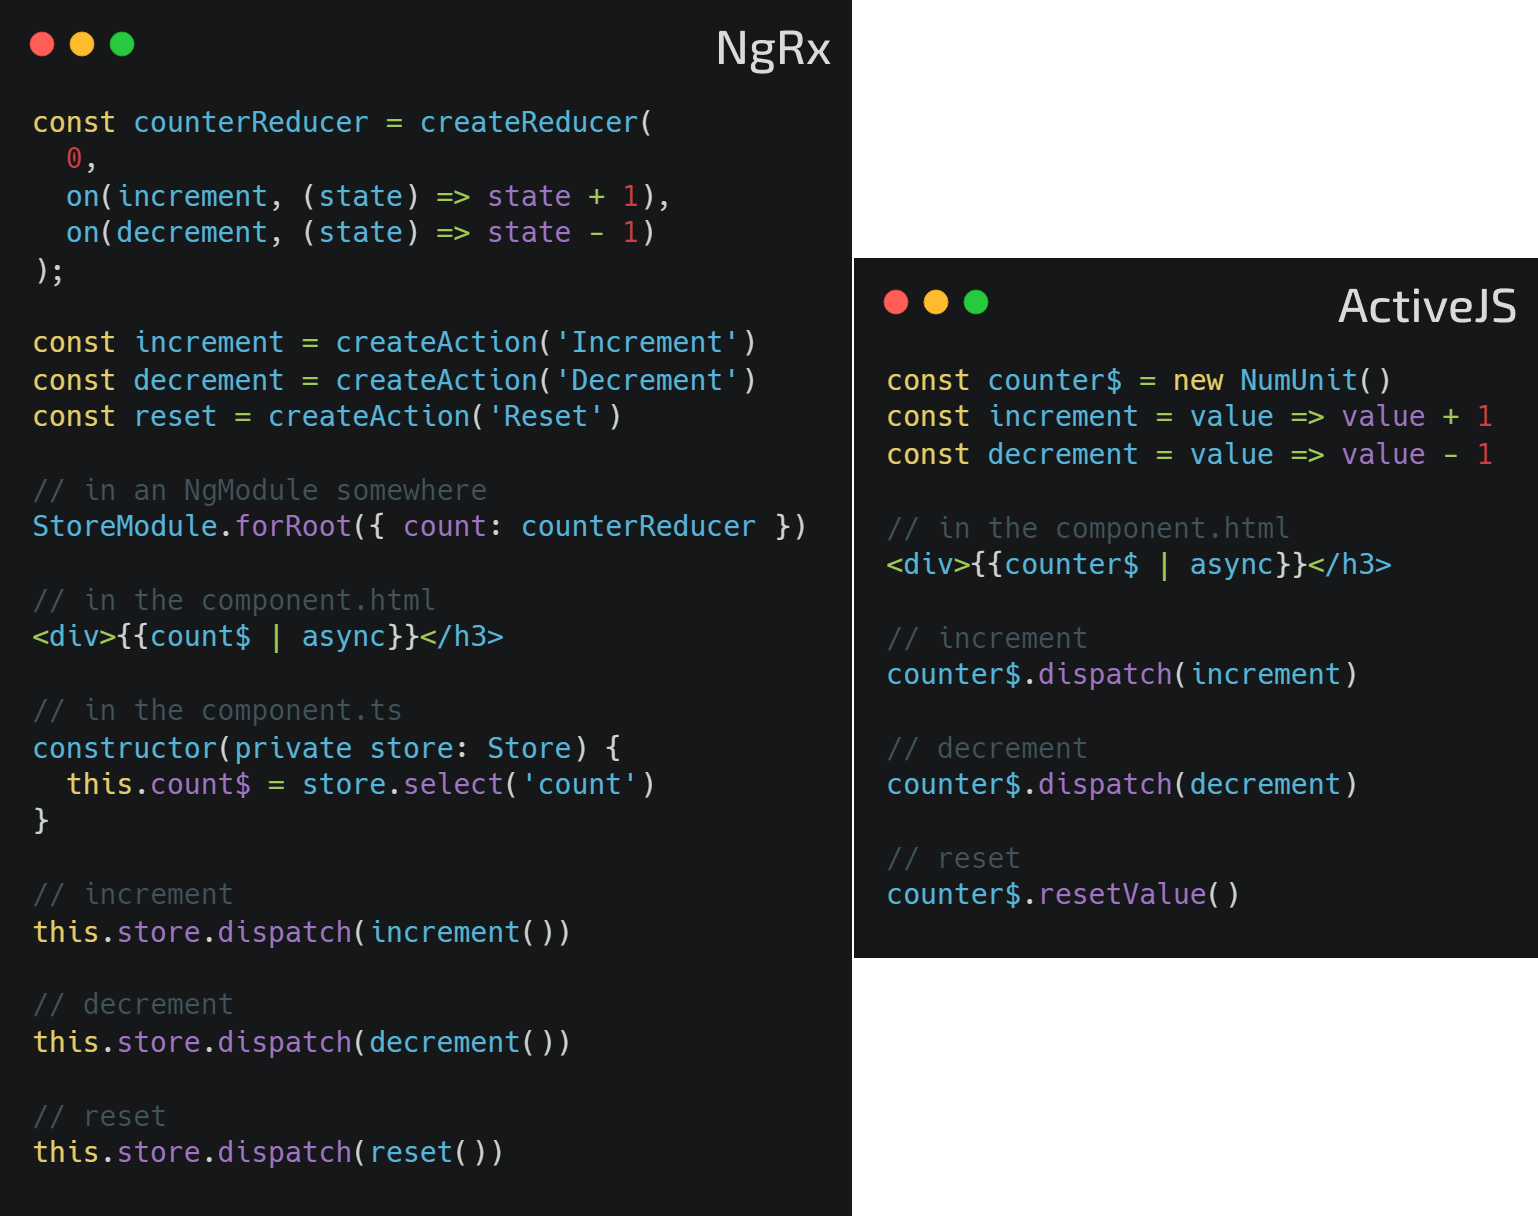 NgRx
const counterReducer = createReducer(
  0,
  on(increment, (state) => state + 1),
  on(decrement, (state) => state - 1)
);
const increment = createAction('Increment')
const decrement = createAction('Decrement')
const reset = createAction('Reset')
// in an NgModule somewhere
StoreModule.forRoot({ count: counterReducer })
// in the component.html
<div>{{count$ | async}}</h3>
// in the component.ts
constructor(private store: Store) {
  this.count$ = store.select('count')
}
// increment
this.store.dispatch(increment())
// decrement
this.store.dispatch(decrement())
// reset
this.store.dispatch(reset())
ActiveJS
const counter$ = new NumUnit()
const increment = value => value + 1
const decrement = value => value - 1
// in the component.html
<div>{{counter$ | async}}</h3>
// increment
counter$.dispatch(increment)
// decrement
counter$.dispatch(decrement)
// reset
counter$.resetValue()